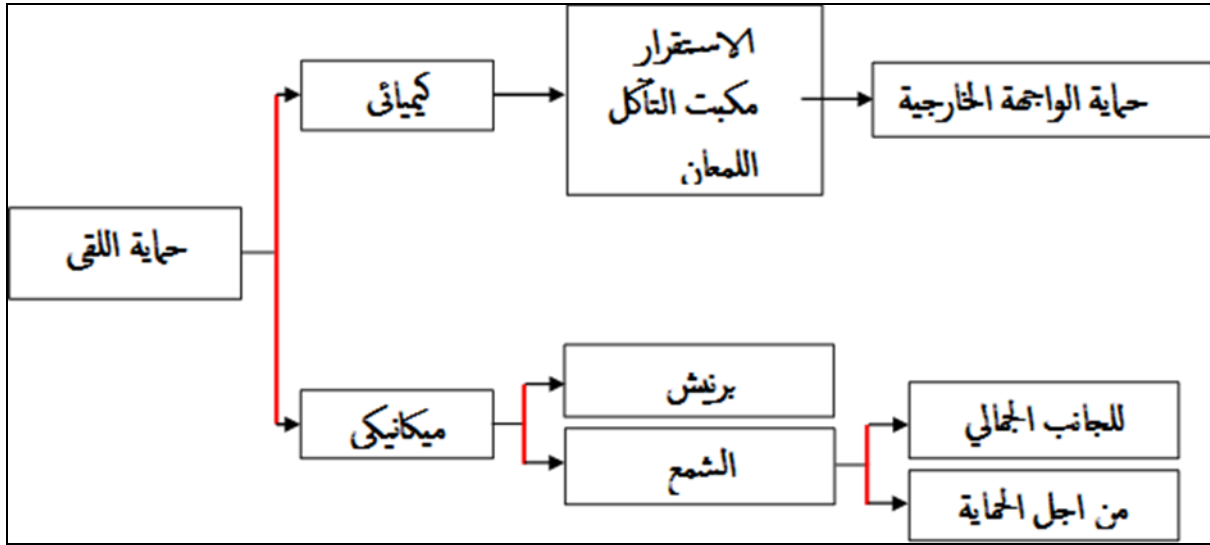 حماية اللقى
كيميائى
الاستقرار
مكبت التآكل
اللمعان
حماية الواجهة الخارجية
ميكانيكى
برنيش
الشمع
للجانب الجمالي
من اجل الحماية